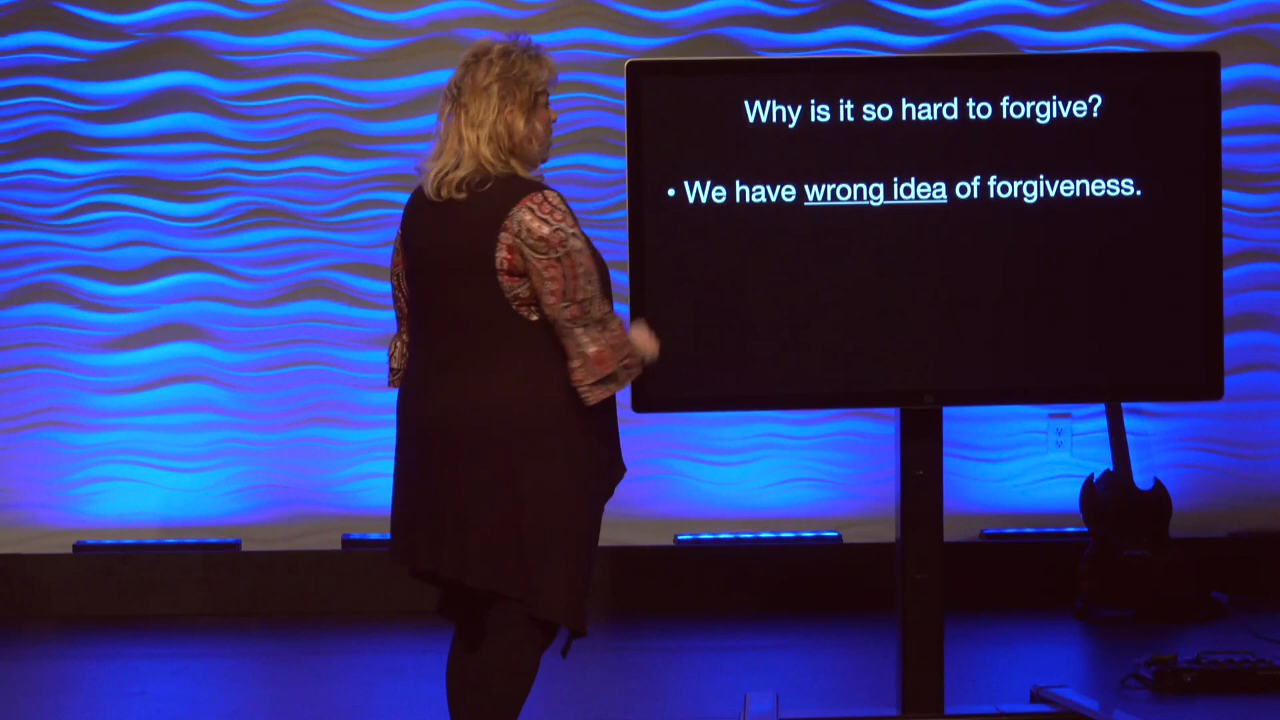 Why is it so hard to forgive?
• We have wrong idea of forgiveness.